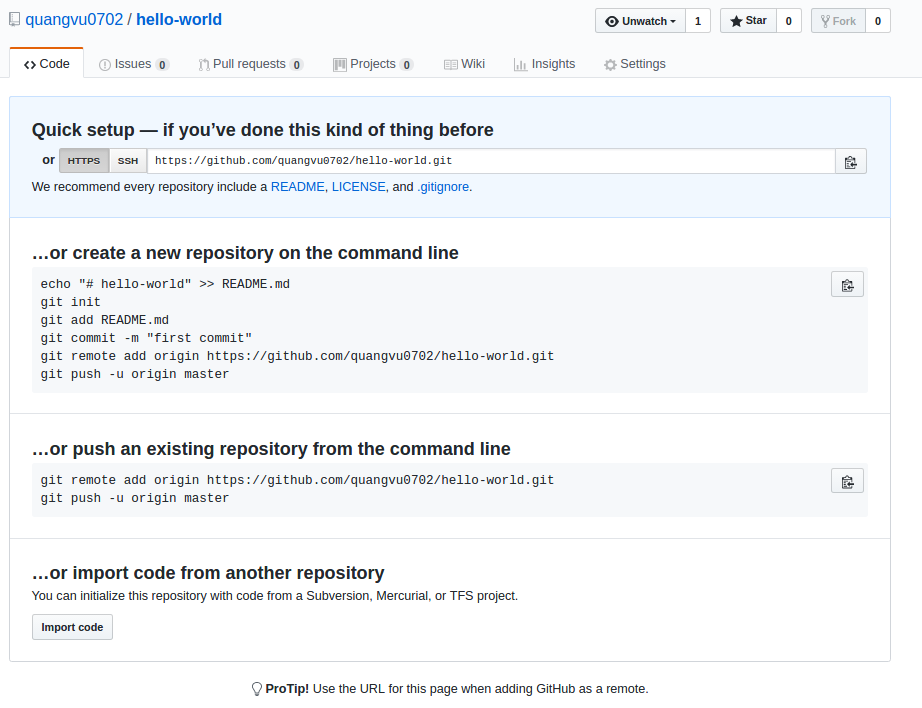 quangvu0702 / hello-world
Unwatch 1 Star 0 Fork 0
Code Issues 0 Pull requests 0 Projects 0 Wiki Insights Settings
Quick setup — if you’ve done this kind of thing before
or HTTPS SSH https://github.com/quangvu0702/hello-world.git
We recommend every repository include a README, LICENSE, and .gitignore.
…or create a new repository on the command line
echo "# hello-world" >> README.md
git init
git add README.md
git commit -m "first commit"
git remote add origin https://github.com/quangvu0702/hello-world.git
git push -u origin master
…or push an existing repository from the command line
git remote add origin https://github.com/quangvu0702/hello-world.git
git push -u origin master
…or import code from another repository
You can initialize this repository with code from a Subversion, Mercurial, or TFS project.
Import code
ProTip! Use the URL for this page when adding GitHub as a remote.